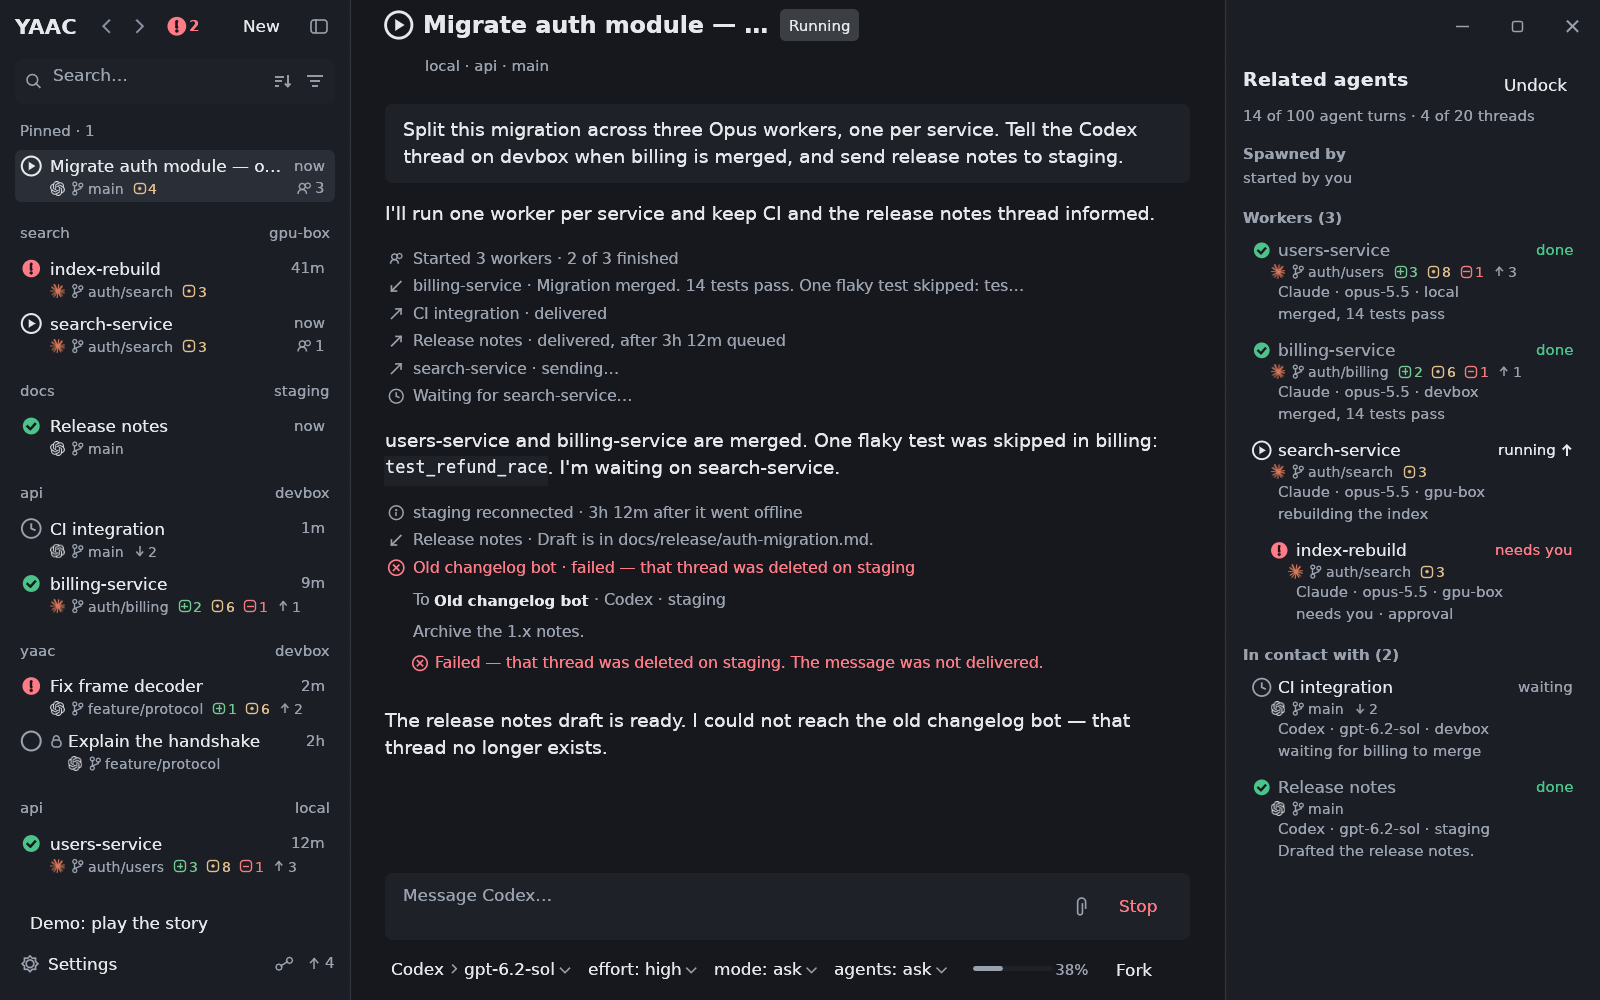 YAAC
2
New
Search…
Pinned · 1
Migrate auth module — o…
now
main
4
3
search
gpu-box
index-rebuild
41m
auth/search
3
search-service
now
auth/search
3
1
docs
staging
Release notes
now
main
api
devbox
CI integration
1m
main
2
billing-service
9m
auth/billing
2
6
1
1
yaac
devbox
Fix frame decoder
2m
feature/protocol
1
6
2
Explain the handshake
2h
feature/protocol
api
local
users-service
12m
auth/users
3
8
1
3
Demo: play the story
Settings
4
Migrate auth module — …
Running
local · api · main
Split this migration across three Opus workers, one per service. Tell the Codex
thread on devbox when billing is merged, and send release notes to staging.
I'll run one worker per service and keep CI and the release notes thread informed.
Started 3 workers · 2 of 3 finished
billing-service · Migration merged. 14 tests pass. One flaky test skipped: tes…
CI integration · delivered
Release notes · delivered, after 3h 12m queued
search-service · sending…
Waiting for search-service…
users-service and billing-service are merged. One flaky test was skipped in billing:
test_refund_race. I'm waiting on search-service.
staging reconnected · 3h 12m after it went offline
Release notes · Draft is in docs/release/auth-migration.md.
Old changelog bot · failed — that thread was deleted on staging
To Old changelog bot · Codex · staging
Archive the 1.x notes.
Failed — that thread was deleted on staging. The message was not delivered.
The release notes draft is ready. I could not reach the old changelog bot — that
thread no longer exists.
Message Codex…
Stop
Codex
gpt-6.2-sol
effort: high
mode: ask
agents: ask
38%
Fork
Related agents
Undock
14 of 100 agent turns · 4 of 20 threads
Spawned by
started by you
Workers (3)
users-service
done
auth/users
3
8
1
3
Claude · opus-5.5 · local
merged, 14 tests pass
billing-service
done
auth/billing
2
6
1
1
Claude · opus-5.5 · devbox
merged, 14 tests pass
search-service
running ↑
auth/search
3
Claude · opus-5.5 · gpu-box
rebuilding the index
index-rebuild
needs you
auth/search
3
Claude · opus-5.5 · gpu-box
needs you · approval
In contact with (2)
CI integration
waiting
main
2
Codex · gpt-6.2-sol · devbox
waiting for billing to merge
Release notes
done
main
Codex · gpt-6.2-sol · staging
Drafted the release notes.